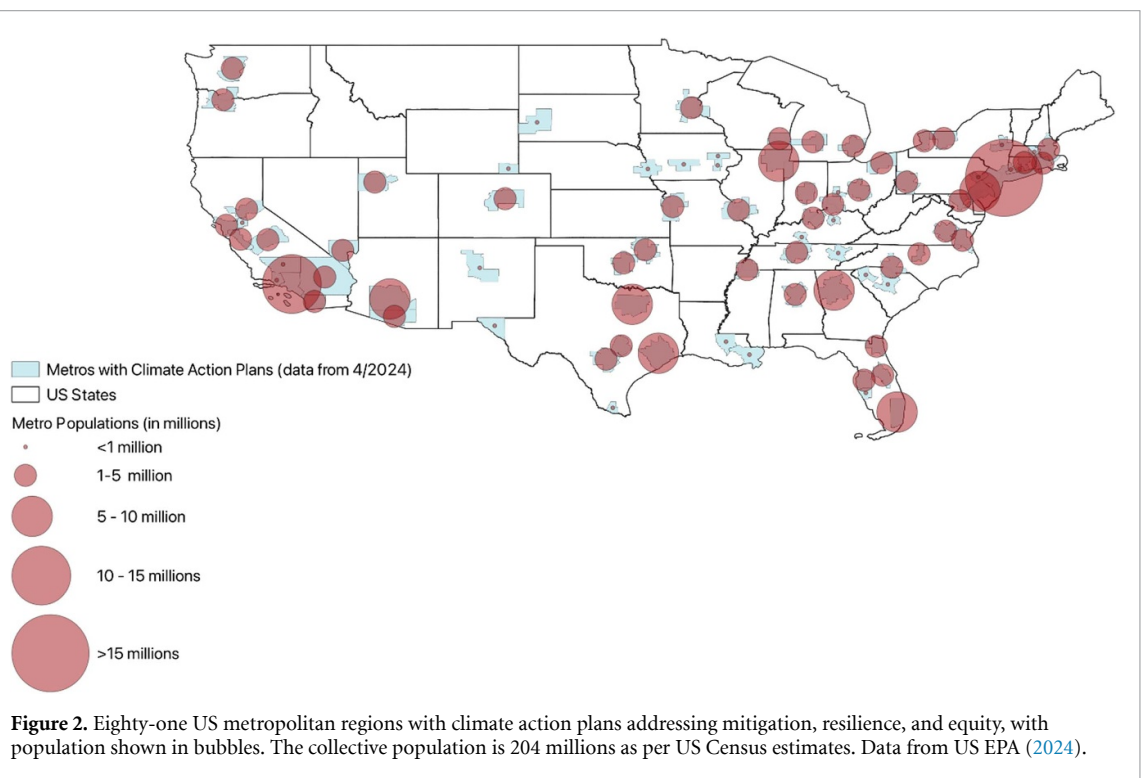 Metros with Climate Action Plans (data from 4/2024)
US States
Metro Populations (in millions)
<1 million
1-5 million
5 - 10 million
10 - 15 millions
>15 millions
Figure 2. Eighty-one US metropolitan regions with climate action plans addressing mitigation, resilience, and equity, with
population shown in bubbles. The collective population is 204 millions as per US Census estimates. Data from US EPA (2024).